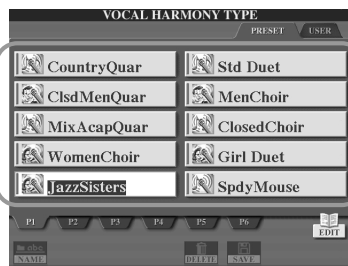 VOCAL HARMONY TYPE
PRESET USER
CountryQuar Std Duet
ClsdMenQuar MenChoir
MixAcapQuar ClosedChoir
WomenChoir Girl Duet
JazzSisters SpdyMouse
P1 P2 P3 P4 P5 P6
EDIT
abc
NAME DELETE SAVE